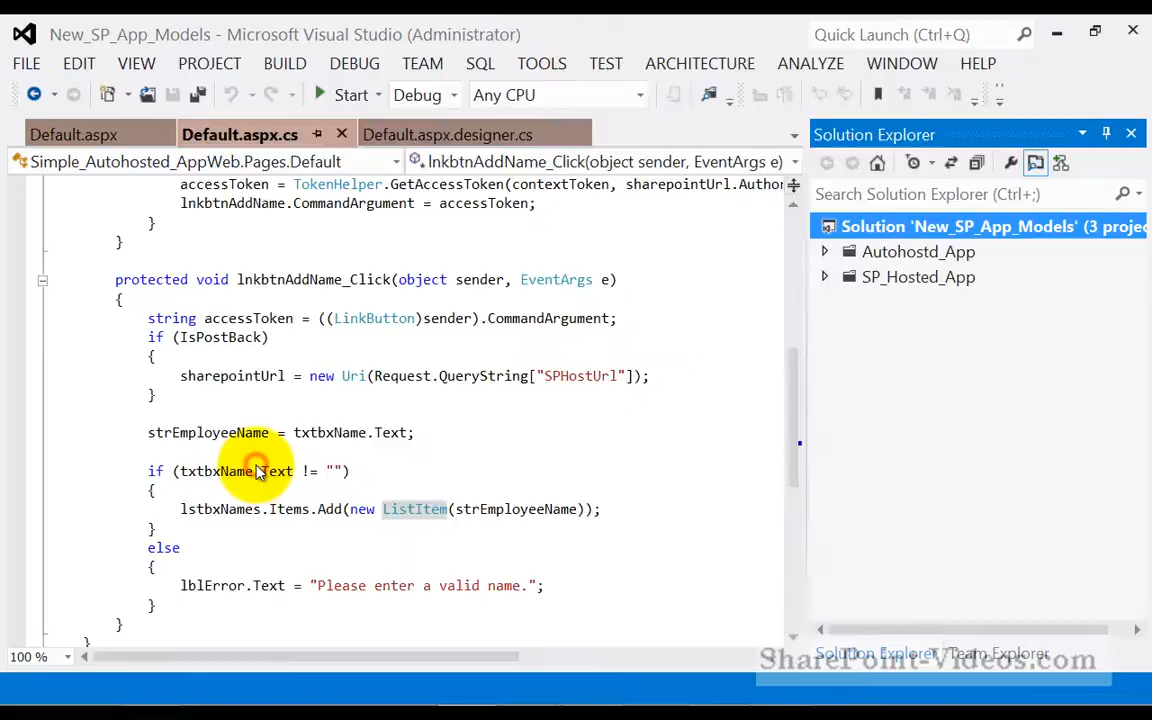 New_SP_App_Models - Microsoft Visual Studio (Administrator)
Quick Launch (Ctrl+Q)
FILE EDIT VIEW PROJECT BUILD DEBUG TEAM SQL TOOLS TEST ARCHITECTURE ANALYZE WINDOW HELP
Start Debug Any CPU
Default.aspx Default.aspx.cs Default.aspx.designer.cs
Simple_Autohosted_AppWeb.Pages.Default lnkbtnAddName_Click(object sender, EventArgs e)
accessToken = TokenHelper.GetAccessToken(contextToken, sharepointUrl.Author
lnkbtnAddName.CommandArgument = accessToken;
}
}
protected void lnkbtnAddName_Click(object sender, EventArgs e)
{
string accessToken = ((LinkButton)sender).CommandArgument;
if (IsPostBack)
{
sharepointUrl = new Uri(Request.QueryString["SPHostUrl"]);
}
strEmployeeName = txtbxName.Text;
if (txtbxName.Text != "")
{
lstbxNames.Items.Add(new ListItem(strEmployeeName));
}
else
{
lblError.Text = "Please enter a valid name.";
}
}
}
100 %
Solution Explorer
Search Solution Explorer (Ctrl+;)
Solution 'New_SP_App_Models' (3 projec
Autohostd_App
SP_Hosted_App
Solution Explorer Team Explorer
SharePoint-Videos.com